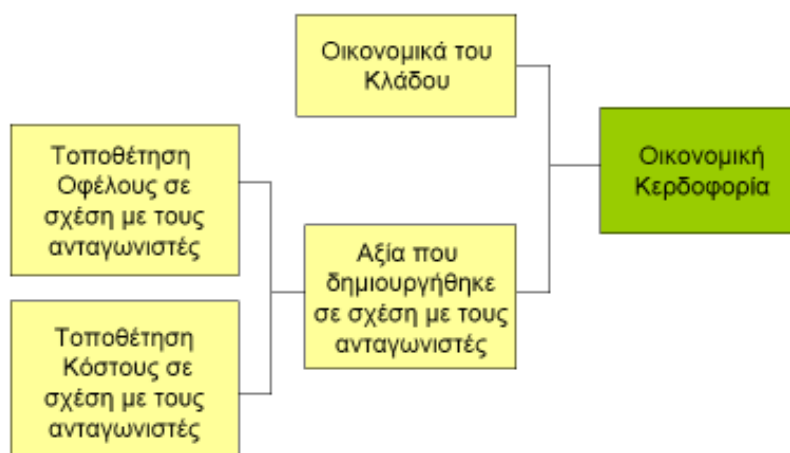 Οικονομικά του
Κλάδου
Οικονομική
Κερδοφορία
Τοποθέτηση
Οφέλους σε
σχέση με τους
ανταγωνιστές
Αξία που
δημιουργήθηκε
σε σχέση με τους
ανταγωνιστές
Τοποθέτηση
Κόστους σε
σχέση με τους
ανταγωνιστές